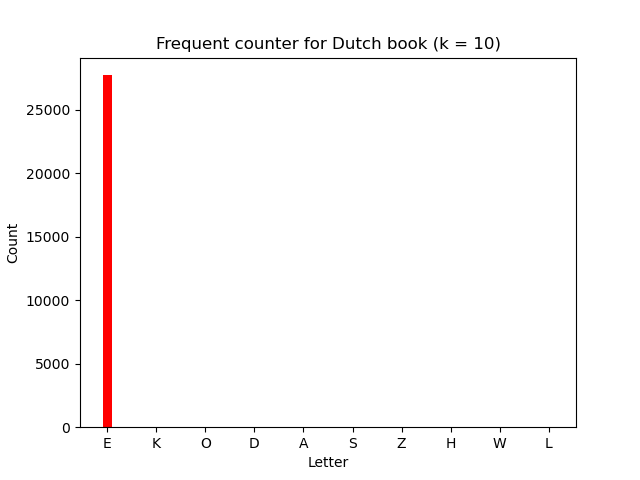 Frequent counter for Dutch book (k = 10)
25000
20000
15000
10000
5000
0
Count
E K O D A S Z H W L
Letter